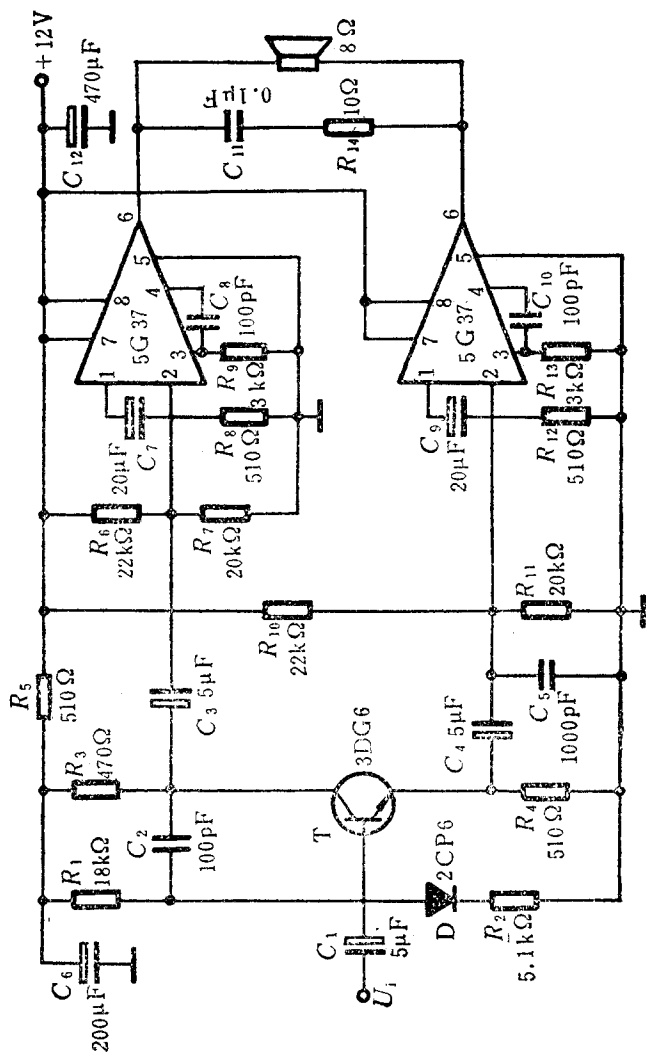 +12V
C₁₂
470μF
C₆
200μF
R₁
18kΩ
R₃
470Ω
R₅
510Ω
R₆
22kΩ
R₇
20kΩ
20μF
C₇
R₈
510Ω
R₉
3kΩ
C₈
100pF
1
2
3
4
5
6
7
8
5G37
0.1μF
C₁₁
R₁₄
10Ω
8Ω
C₂
100pF
C₃
5μF
R₁₀
22kΩ
T
3DG6
C₁
5μF
Uᵢ
D
2CP6
R₂
5.1kΩ
R₄
510Ω
C₄
5μF
C₅
1000pF
R₁₁
20kΩ
C₉
20μF
R₁₂
510Ω
R₁₃
3kΩ
C₁₀
100pF
1
2
3
4
5
6
7
8
5G37